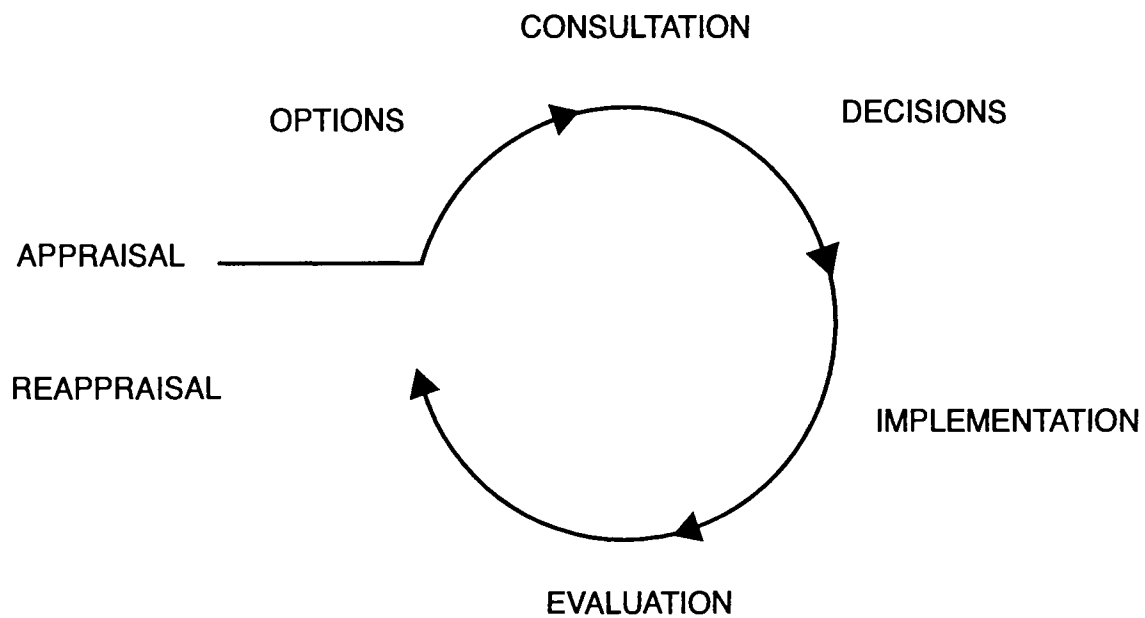 CONSULTATION
OPTIONS
DECISIONS
APPRAISAL
REAPPRAISAL
IMPLEMENTATION
EVALUATION